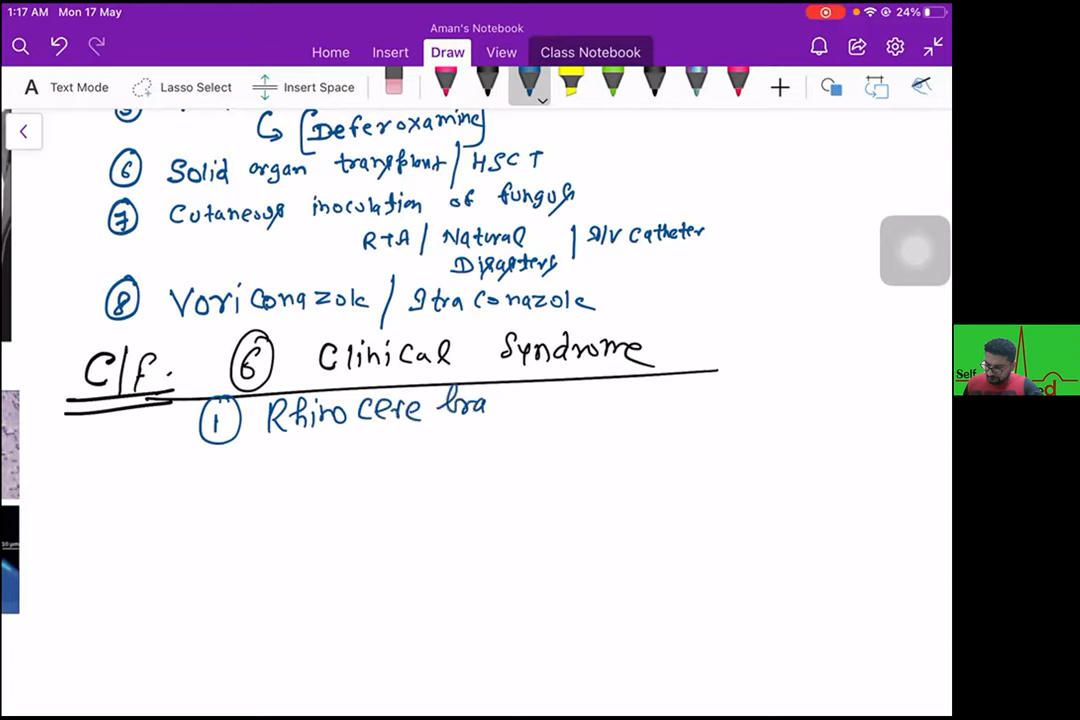 1:17 AM Mon 17 May
24%
Aman's Notebook
Home Insert Draw View Class Notebook
A Text Mode Lasso Select Insert Space
[Deferoxamine]
6 Solid organ transplant / HSCT
7 Cutaneous inoculation of fungus
RTA / Natural Disasters / I/V Catheter
8 Voriconazole / Itraconazole
C/F. 6 Clinical Syndrome
1 Rhinocerebra
Self
ed